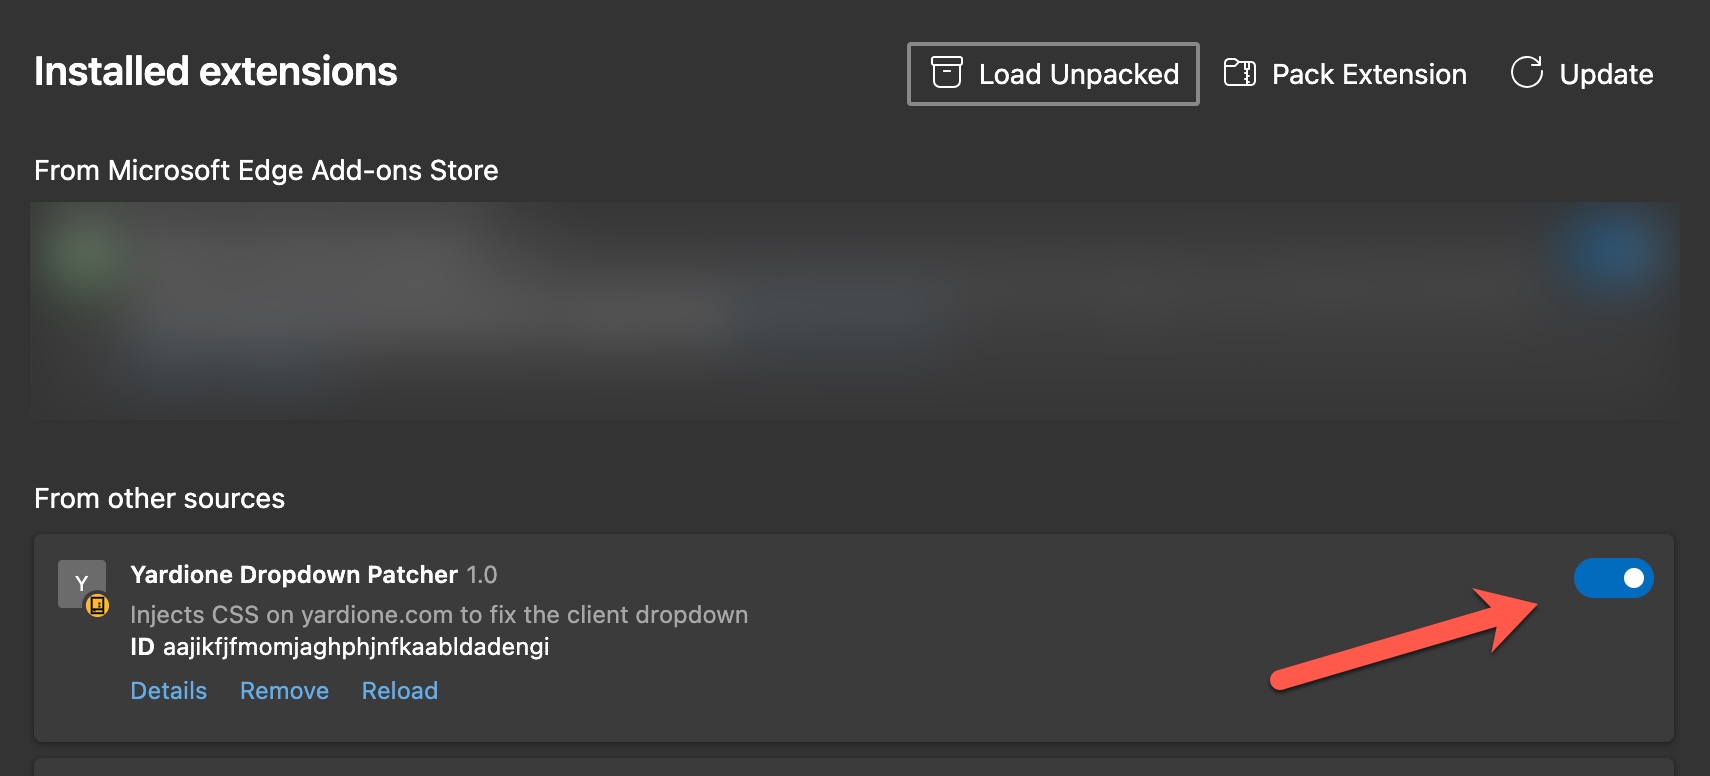 Installed extensions
Load Unpacked
Pack Extension
Update
From Microsoft Edge Add-ons Store
From other sources
Y
Yardione Dropdown Patcher 1.0
Injects CSS on yardione.com to fix the client dropdown
ID aajikfjfmomjaghphjnfkaabldadengi
Details Remove Reload